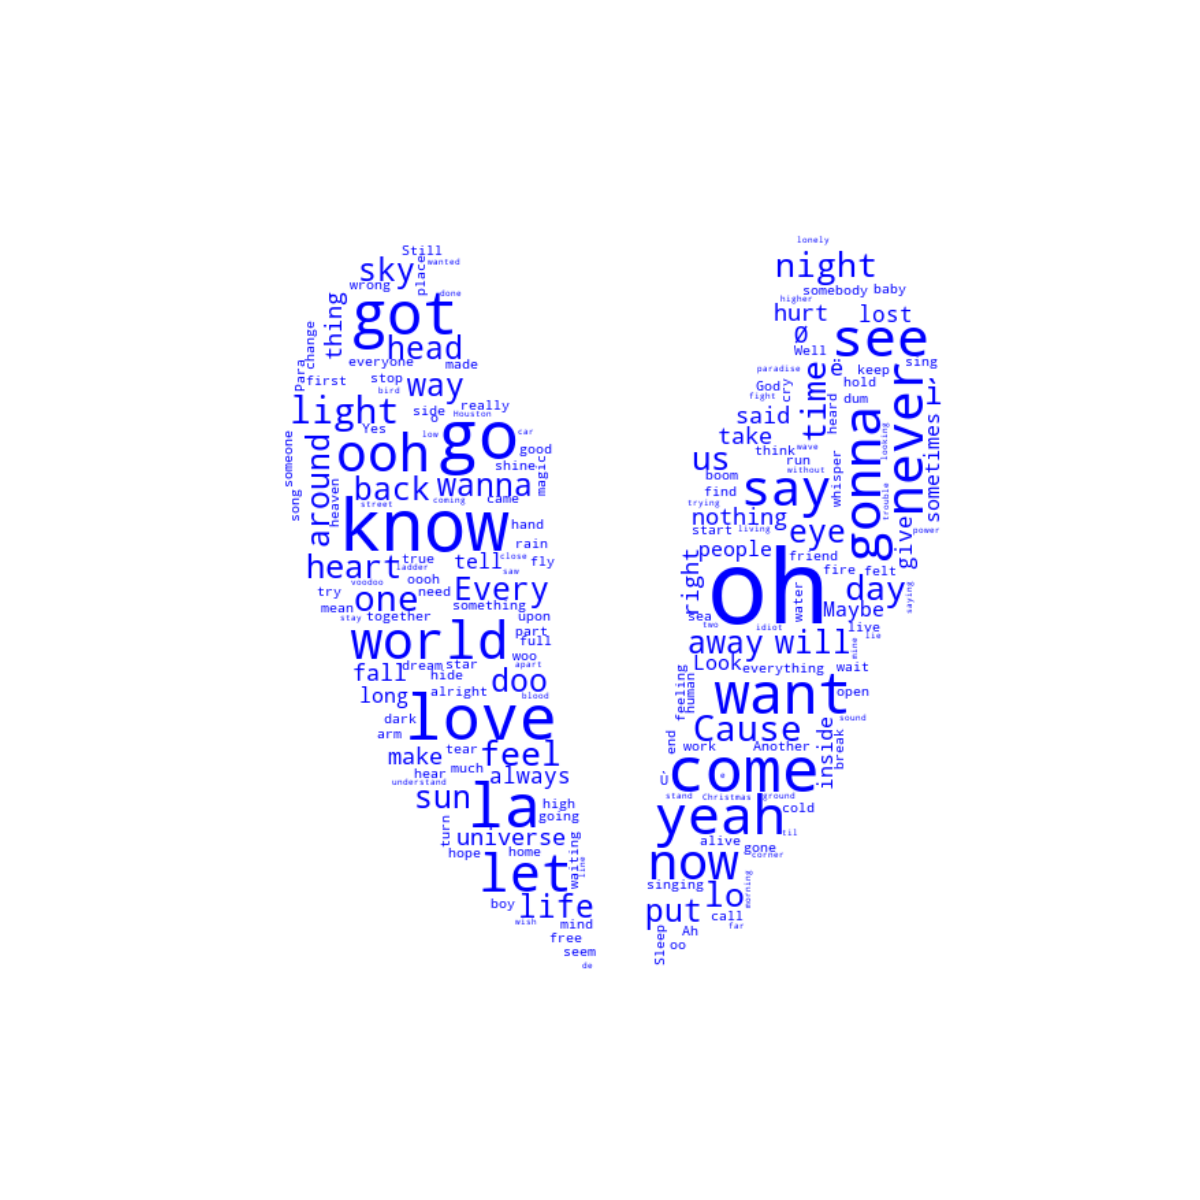 Still
sky
wanted
place
wrong
done
got
thing
change
head
everyone
made
Para
first
stop
bird
way
light
side
o
really
Houston
Yes
low
go
car
ooh
good
shine
magic
someone
around
song
heaven
back
wanna
street
coming
came
know
hand
rain
heart
true
ladder
tell
close
fly
saw
voodoo
oooh
try
one
need
Every
mean
something
stay
together
upon
world
part
full
woo
apart
fall
dream
star
hide
doo
long
alright
blood
dark
love
arm
make
tear
feel
hear
much
always
understand
sun
la
high
going
turn
universe
waiting
line
hope
home
let
boy
life
wish
mind
free
seem
de
lonely
night
somebody
baby
higher
hurt
lost
Ø
see
Well
paradise
time
ë
keep
sing
God
cry
fight
hold
never
ì
said
heard
dum
gonna
looking
sometimes
take
think
wave
us
run
without
boom
whisper
find
say
trying
trouble
nothing
start
living
eye
give
power
people
friend
right
oh
fire
felt
water
day
saying
sea
Maybe
two
idiot
live
lie
away
will
mine
Look
everything
wait
feeling
human
want
open
Cause
sound
end
work
Another
inside
break
Ù
come
e
stand
Christmas
ground
yeah
cold
til
alive
gone
corner
now
singing
lo
morning
put
call
far
Ah
Sleep
oo